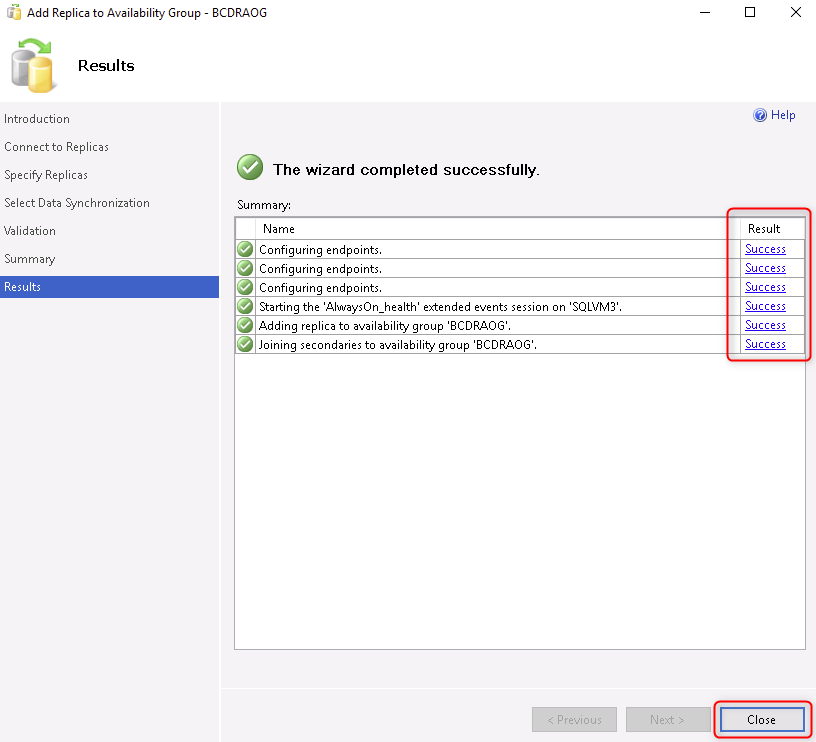 Add Replica to Availability Group - BCDRAOG
Results
Introduction
Connect to Replicas
Specify Replicas
Select Data Synchronization
Validation
Summary
Results
Help
The wizard completed successfully.
Summary:
Name Result
Configuring endpoints. Success
Configuring endpoints. Success
Configuring endpoints. Success
Starting the 'AlwaysOn_health' extended events session on 'SQLVM3'. Success
Adding replica to availability group 'BCDRAOG'. Success
Joining secondaries to availability group 'BCDRAOG'. Success
< Previous Next > Close